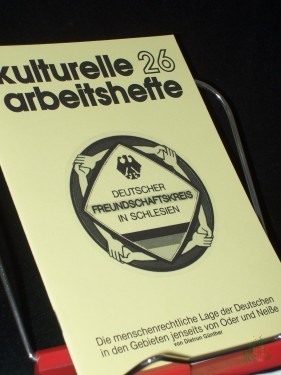 kulturelle 26
arbeitshefte
DEUTSCHER
FREUNDSCHAFTSKREIS
IN SCHLESIEN
Die menschenrechtliche Lage der Deutschen
in den Gebieten jenseits von Oder und Neiße
von Dietrun Günther